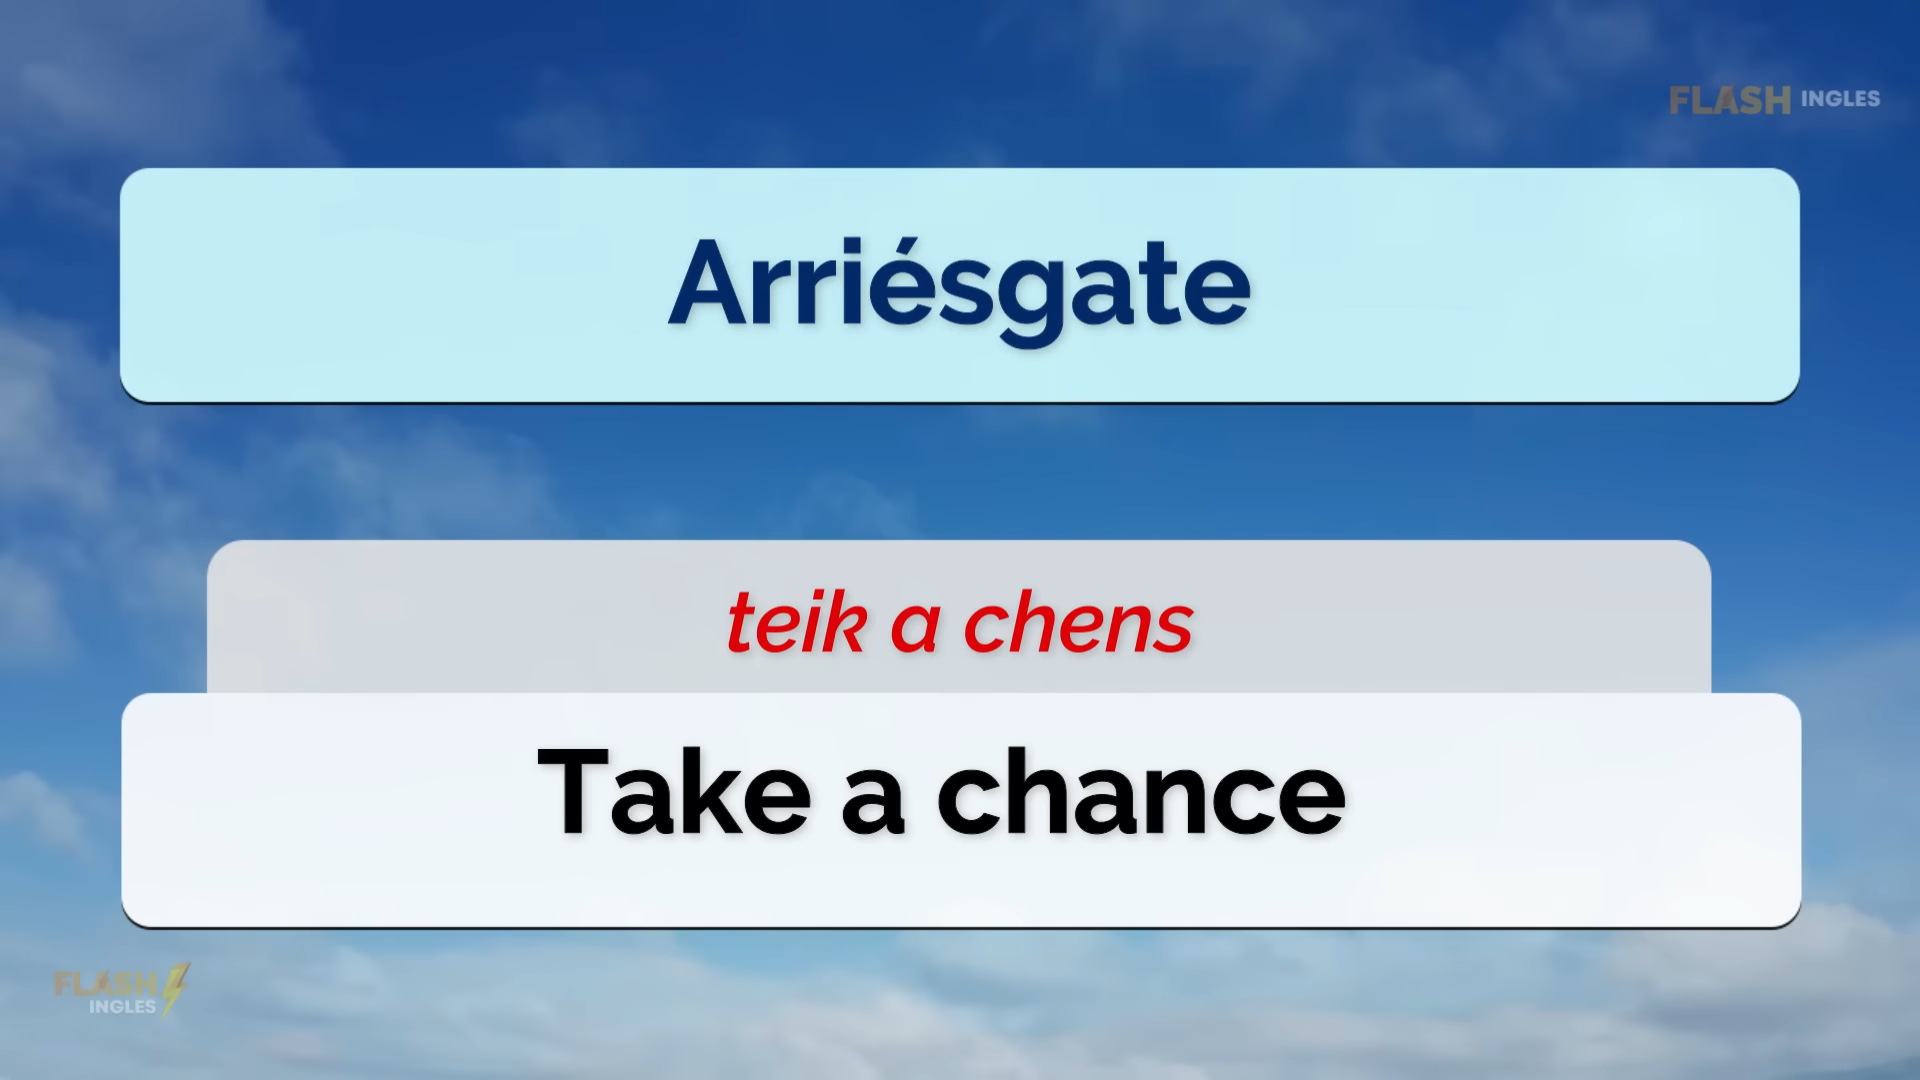 FLASH INGLES
Arriésgate
teik a chens
Take a chance
FLASH
INGLES